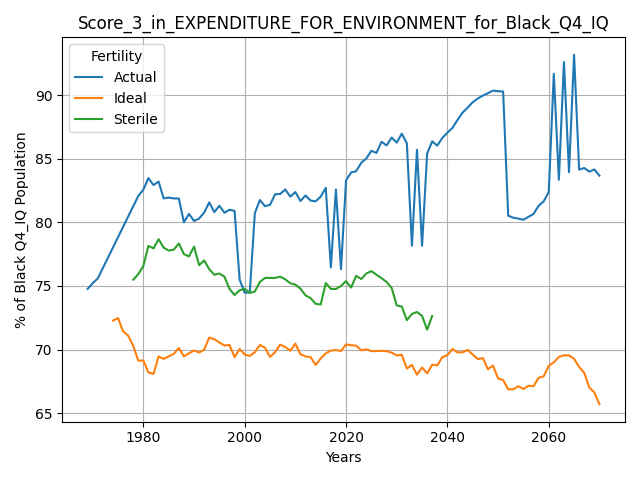 Score_3_in_EXPENDITURE_FOR_ENVIRONMENT_for_Black_Q4_IQ
Fertility
Actual
Ideal
Sterile
% of Black Q4_IQ Population
90
85
80
75
70
65
1980
2000
2020
2040
2060
Years